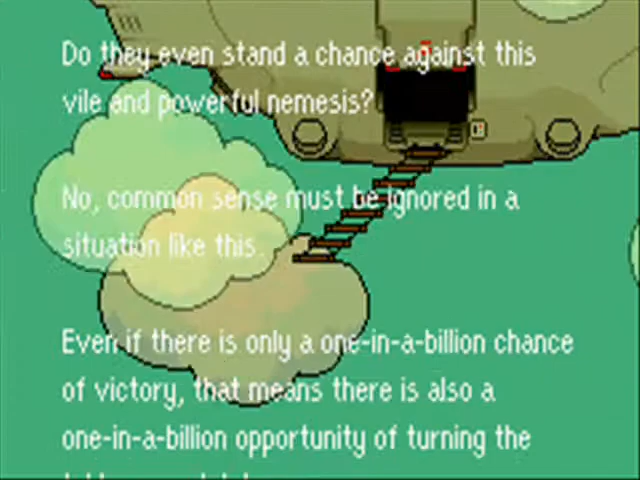 Do they even stand a chance against this
vile and powerful nemesis?
No, common sense must be ignored in a
situation like this.
Even if there is only a one-in-a-billion chance
of victory, that means there is also a
one-in-a-billion opportunity of turning the